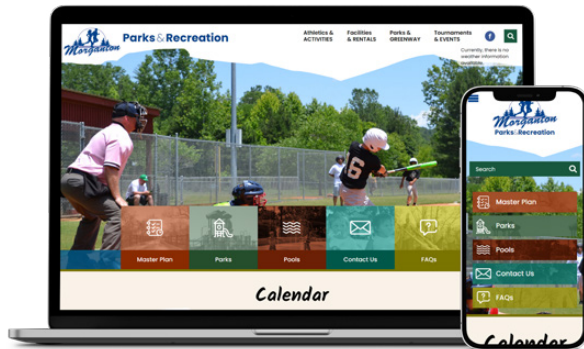 Morganton
Parks & Recreation
Athletics &
ACTIVITIES
Facilities
& RENTALS
Parks &
GREENWAY
Tournaments
& EVENTS
f
Currently, there is no
weather information
available.
6
Master Plan
Parks
Pools
Contact Us
FAQs
Calendar
Morganton
Parks & Recreation
Search
Master Plan
Parks
Pools
Contact Us
FAQs
Calendar